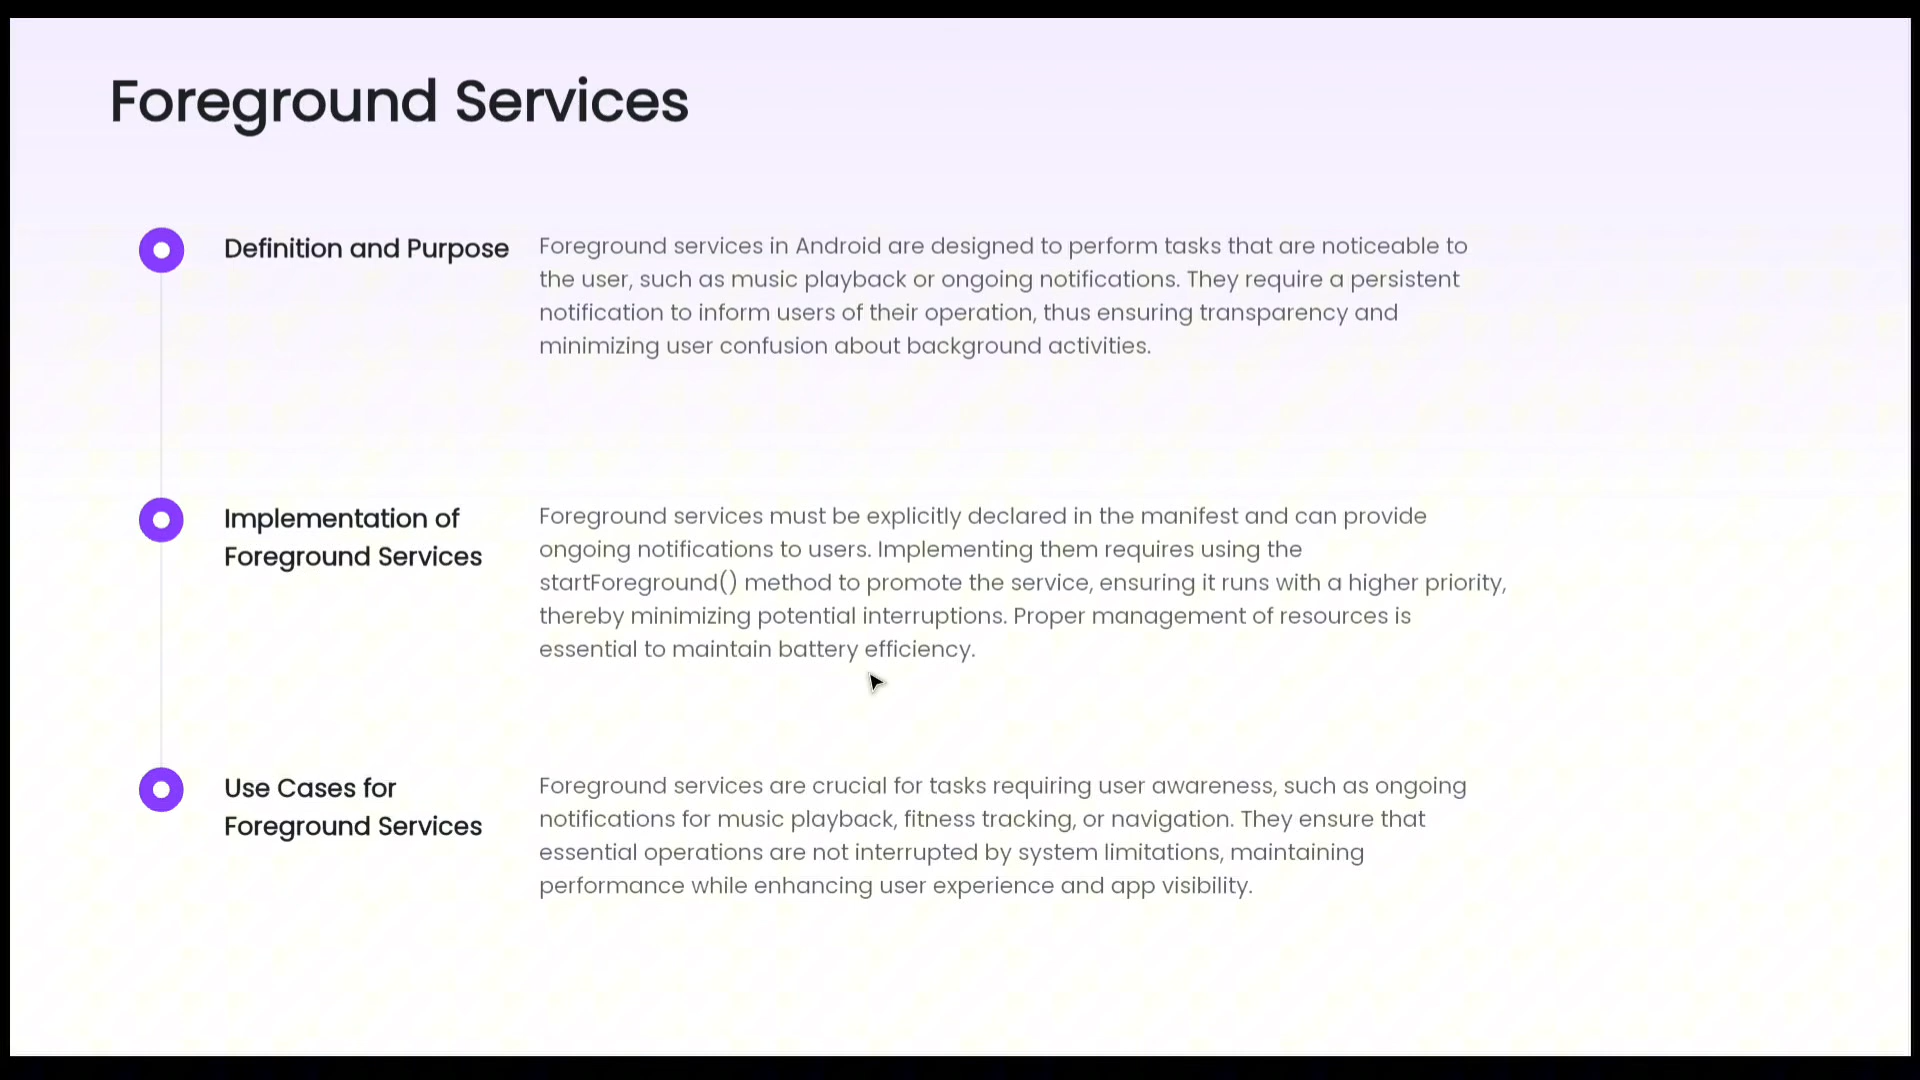 Foreground Services
Definition and Purpose
Foreground services in Android are designed to perform tasks that are noticeable to
the user, such as music playback or ongoing notifications. They require a persistent
notification to inform users of their operation, thus ensuring transparency and
minimizing user confusion about background activities.
Implementation of
Foreground Services
Foreground services must be explicitly declared in the manifest and can provide
ongoing notifications to users. Implementing them requires using the
startForeground() method to promote the service, ensuring it runs with a higher priority,
thereby minimizing potential interruptions. Proper management of resources is
essential to maintain battery efficiency.
Use Cases for
Foreground Services
Foreground services are crucial for tasks requiring user awareness, such as ongoing
notifications for music playback, fitness tracking, or navigation. They ensure that
essential operations are not interrupted by system limitations, maintaining
performance while enhancing user experience and app visibility.